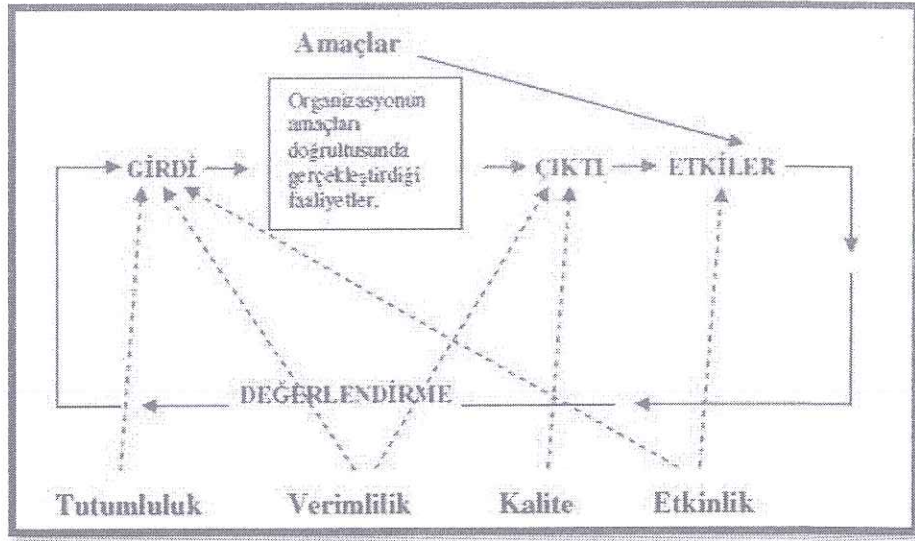 Amaçlar
Organizasyonun
amaçları
doğrultusunda
gerçekleştirdiği
faaliyetler.
GİRDİ
ÇIKTI
ETKİLER
DEĞERLENDİRME
Tutumluluk
Verimlilik
Kalite
Etkinlik